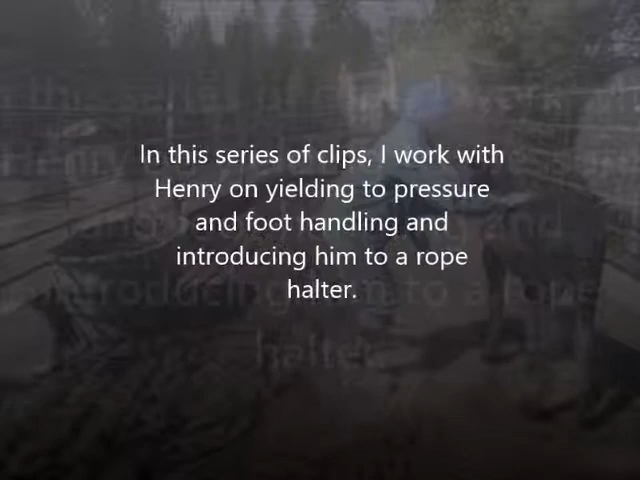 In this series of clips, I work with
Henry on yielding to pressure
and foot handling and
introducing him to a rope
halter.